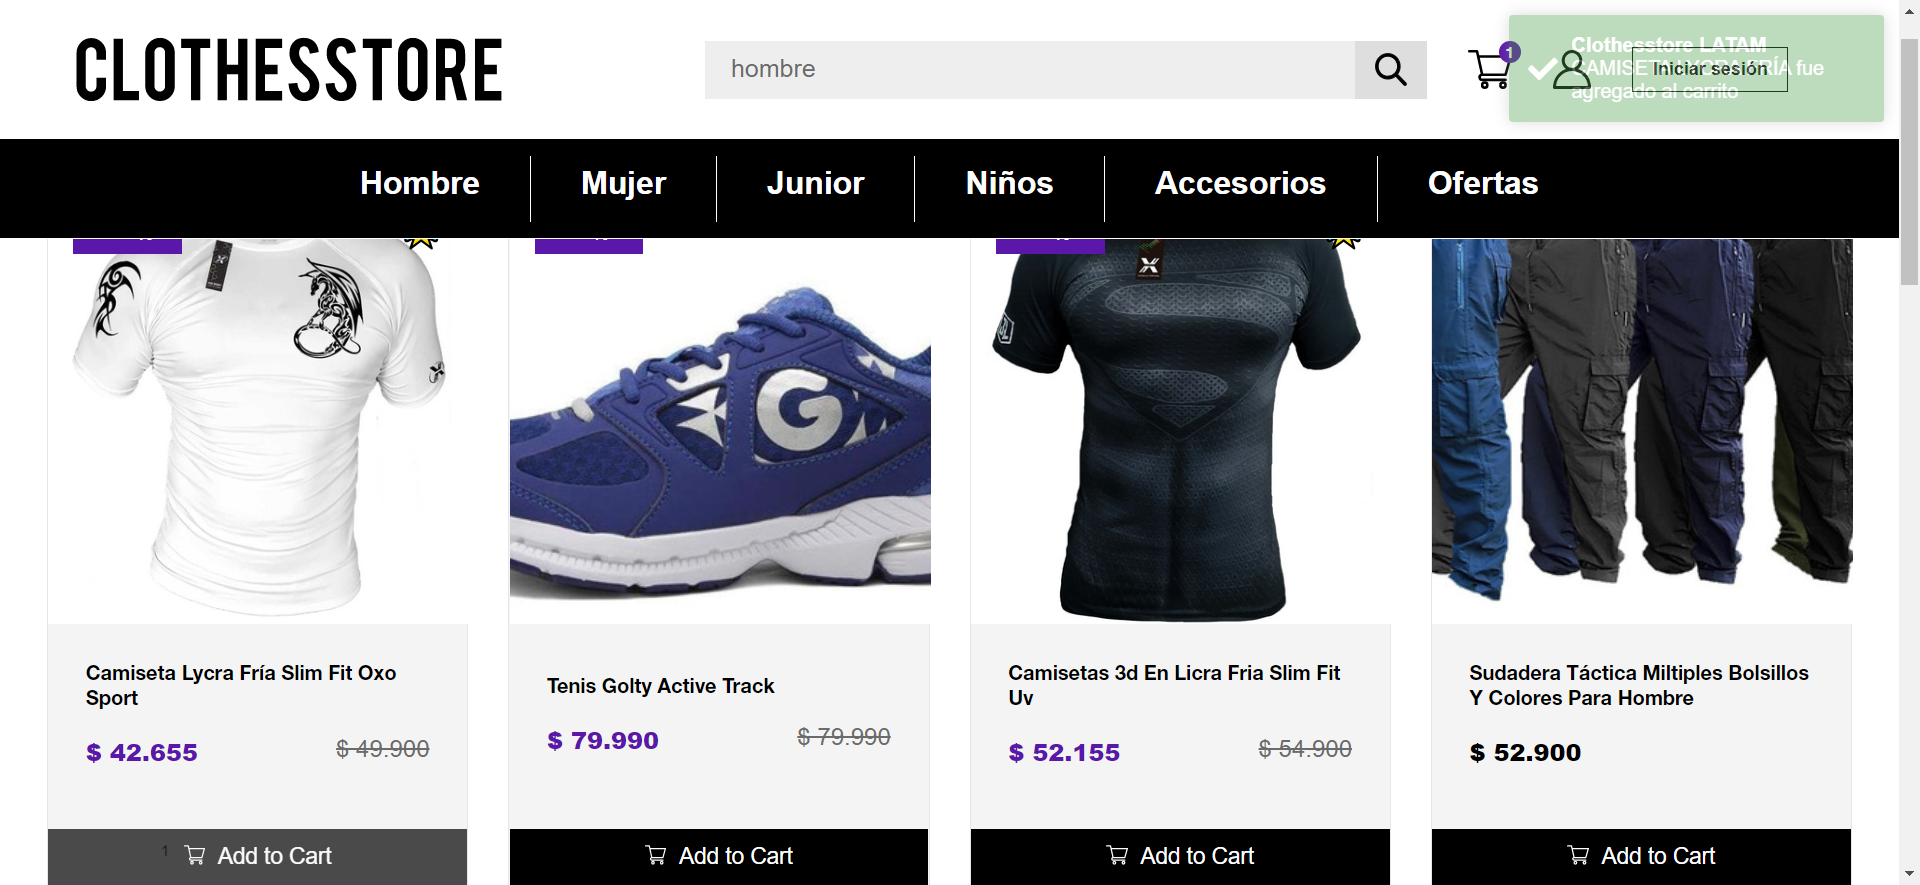 CLOTHESSTORE
hombre
1
Clothesstore LATAM
CAMISETA LYCRA FRÍA fue
agregado al carrito
Iniciar sesión
Hombre
Mujer
Junior
Niños
Accesorios
Ofertas
G
Camiseta Lycra Fría Slim Fit Oxo
Sport
$ 42.655
$ 49.900
Tenis Golty Active Track
$ 79.990
$ 79.990
Camisetas 3d En Licra Fria Slim Fit
Uv
$ 52.155
$ 54.900
Sudadera Táctica Miltiples Bolsillos
Y Colores Para Hombre
$ 52.900
1
Add to Cart
Add to Cart
Add to Cart
Add to Cart